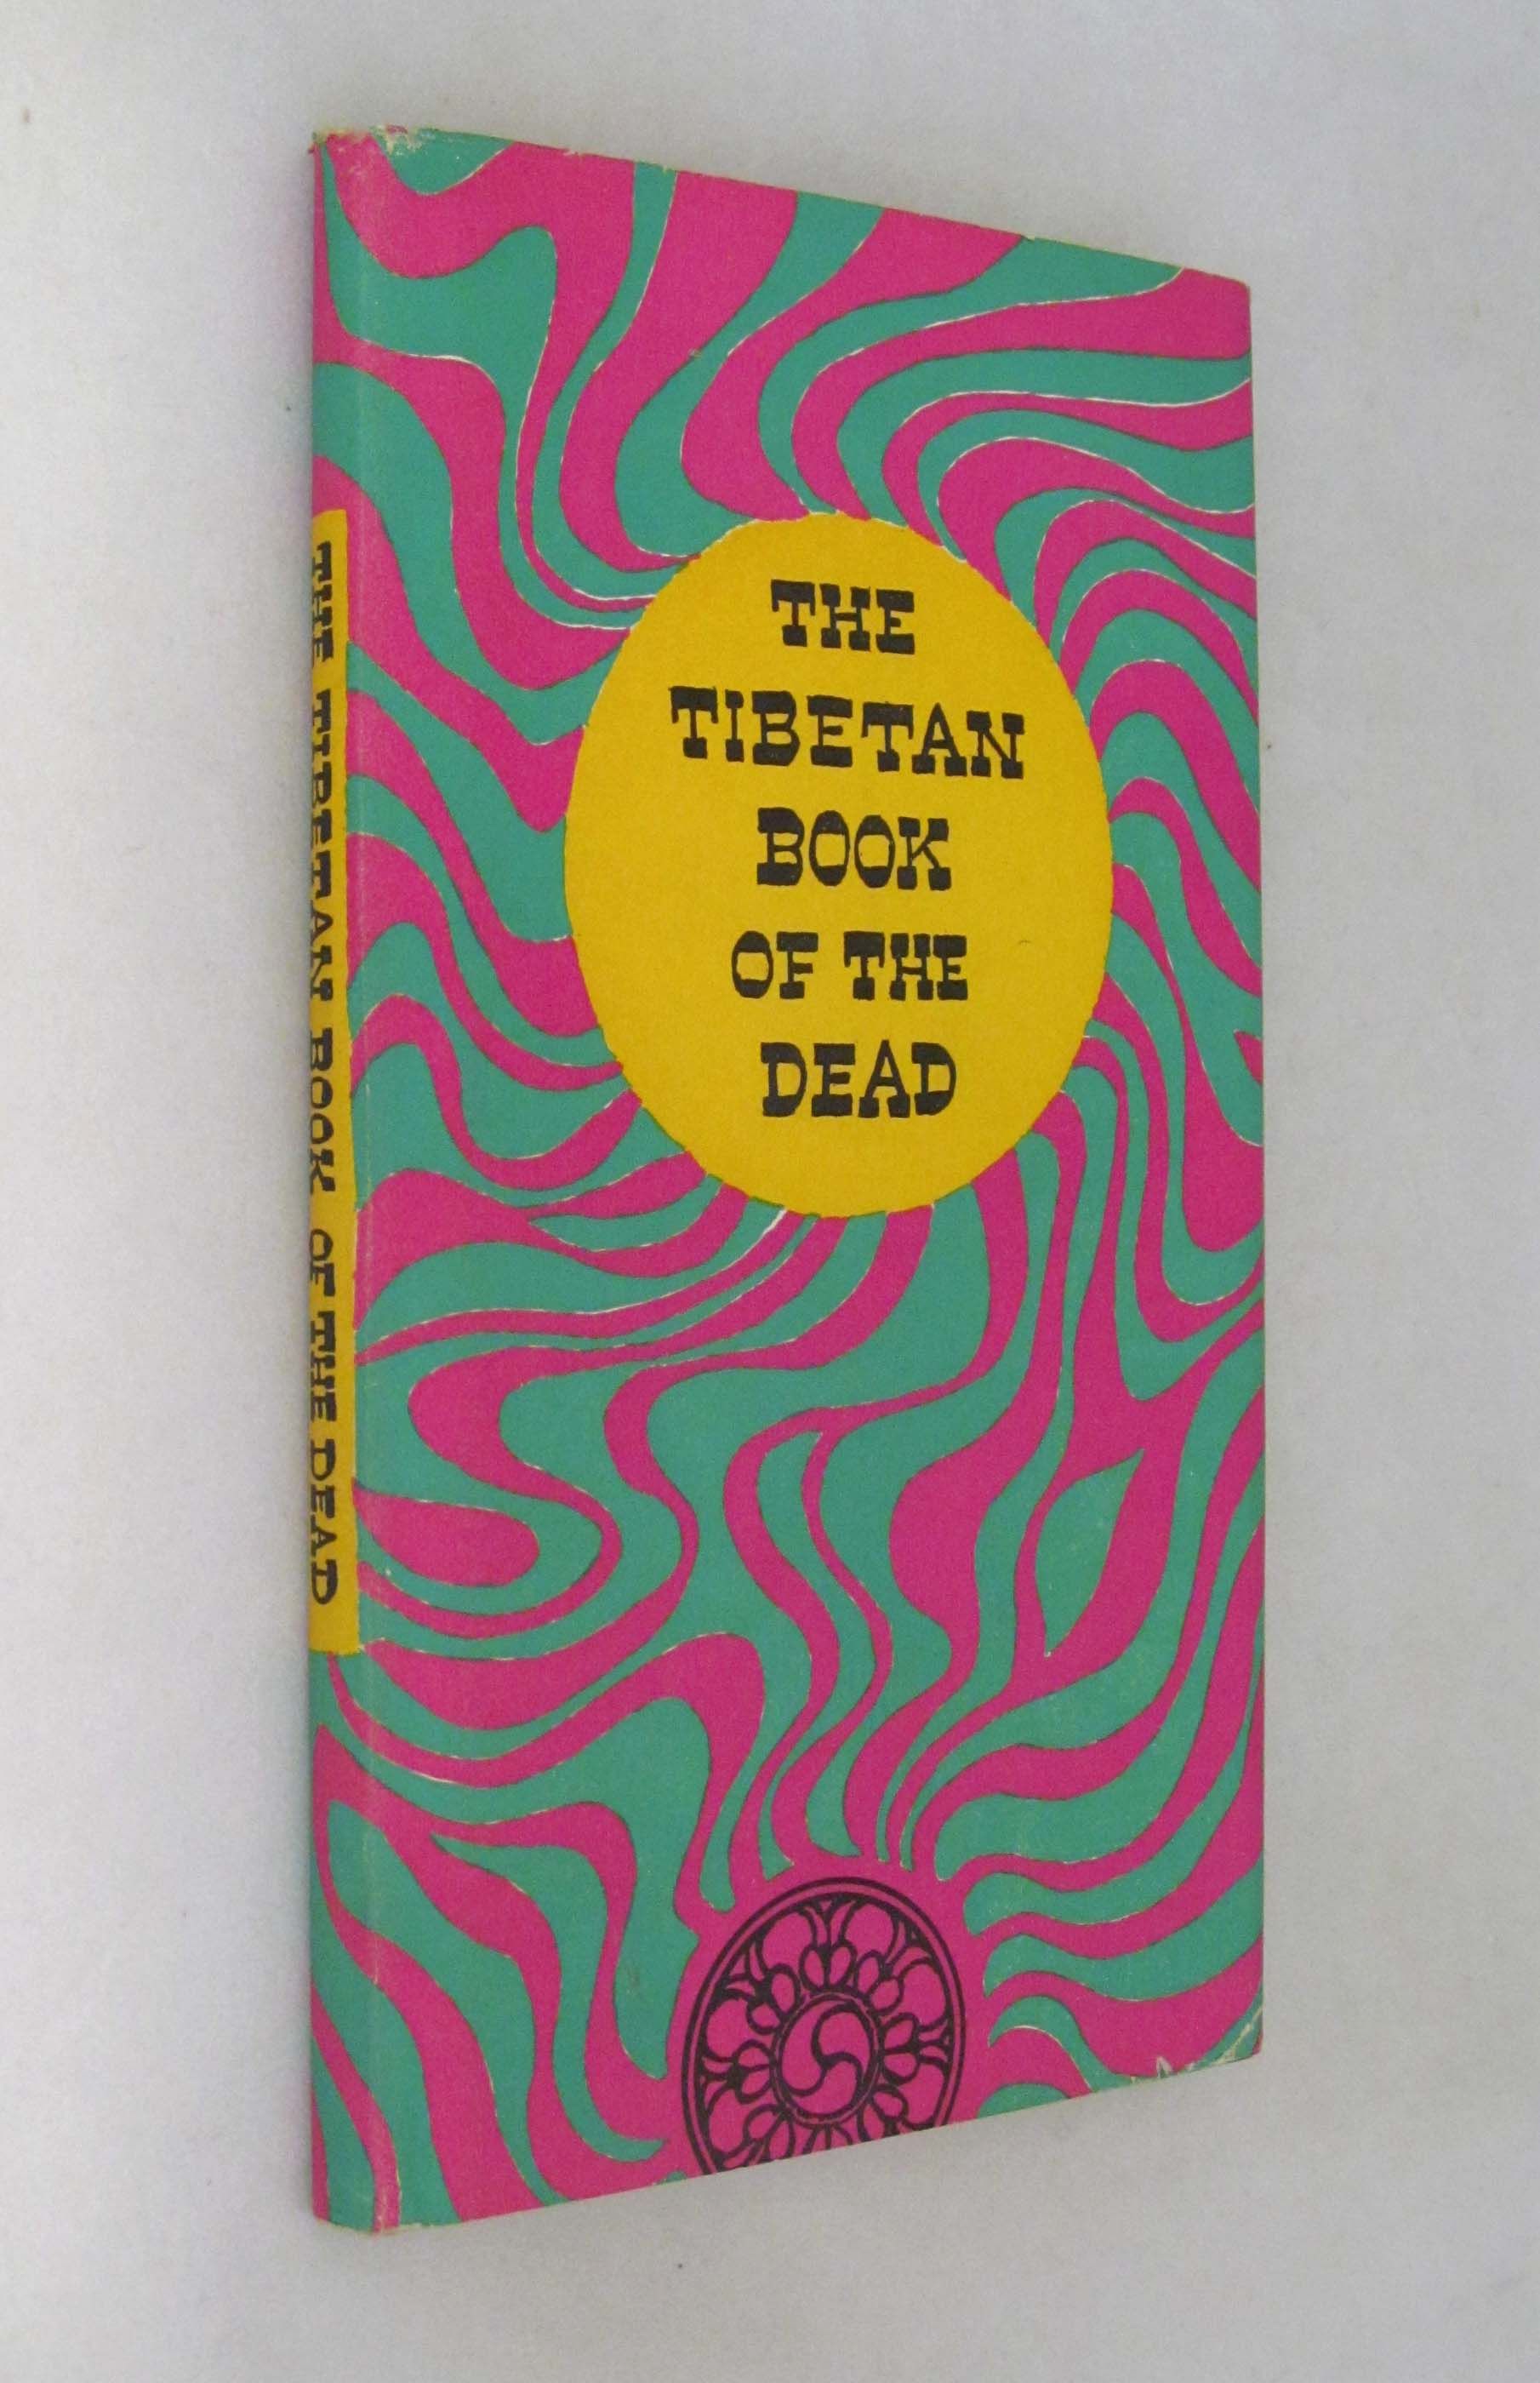 THE
TIBETAN
BOOK
OF THE
DEAD
THE TIBETAN BOOK OF THE DEAD